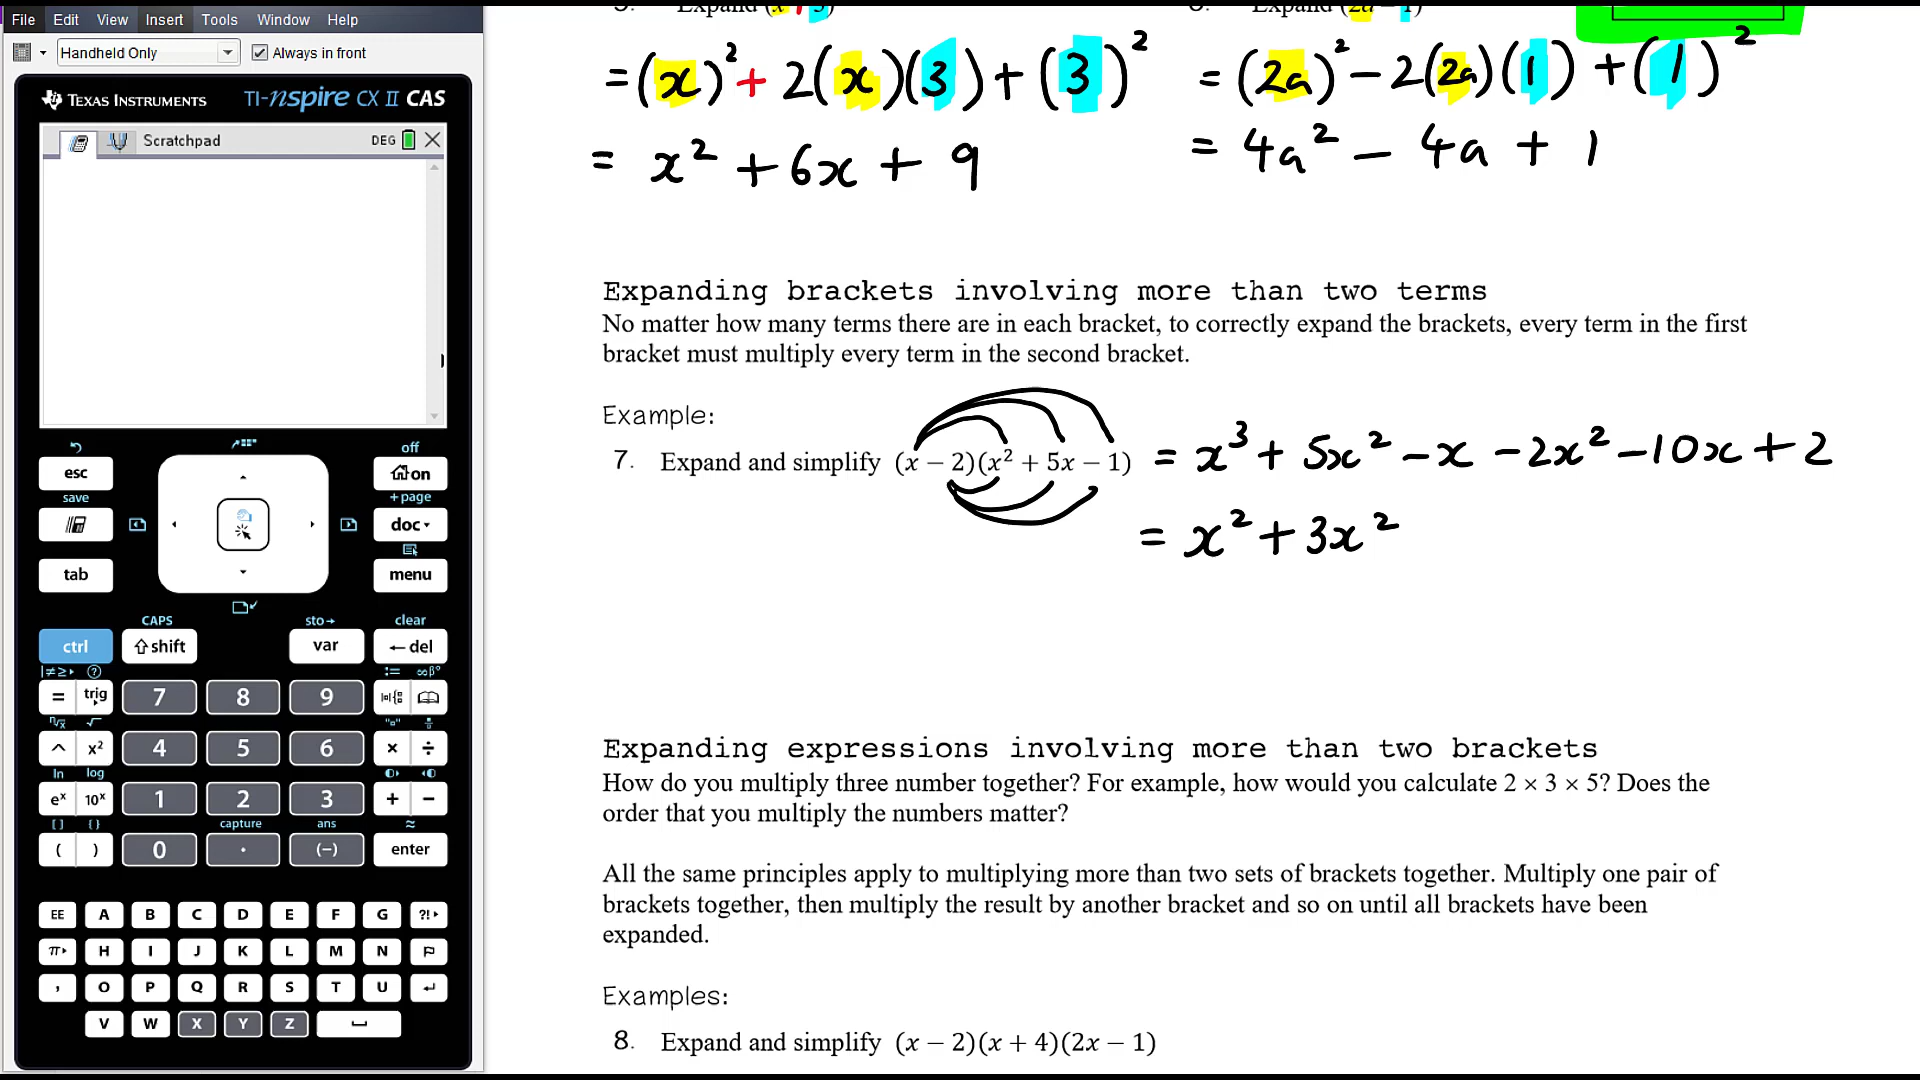 File Edit View Insert Tools Window Help
Handheld Only Always in front
TEXAS INSTRUMENTS TI-nspire CX II CAS
Scratchpad DEG
off
esc on
save + page
doc
tab menu
CAPS sto→ clear
ctrl shift var ←del
|≠≥ ? := ∞β°
= trig 7 8 9
ⁿ√x √ "□"
^ x² 4 5 6 × ÷
ln log
eˣ 10ˣ 1 2 3 + −
[] {} capture ans ≈
( ) 0 . (−) enter
EE A B C D E F G ?!
π H I J K L M N
, O P Q R S T U
V W X Y Z
= (x)² + 2(x)(3) + (3)²
= x² + 6x + 9
= (2a)² − 2(2a)(1) + (1)²
= 4a² − 4a + 1
Expanding brackets involving more than two terms
No matter how many terms there are in each bracket, to correctly expand the brackets, every term in the first
bracket must multiply every term in the second bracket.
Example:
7. Expand and simplify (x − 2)(x² + 5x − 1) = x³ + 5x² − x − 2x² − 10x + 2
= x² + 3x²
Expanding expressions involving more than two brackets
How do you multiply three number together? For example, how would you calculate 2 × 3 × 5? Does the
order that you multiply the numbers matter?
All the same principles apply to multiplying more than two sets of brackets together. Multiply one pair of
brackets together, then multiply the result by another bracket and so on until all brackets have been
expanded.
Examples:
8. Expand and simplify (x − 2)(x + 4)(2x − 1)